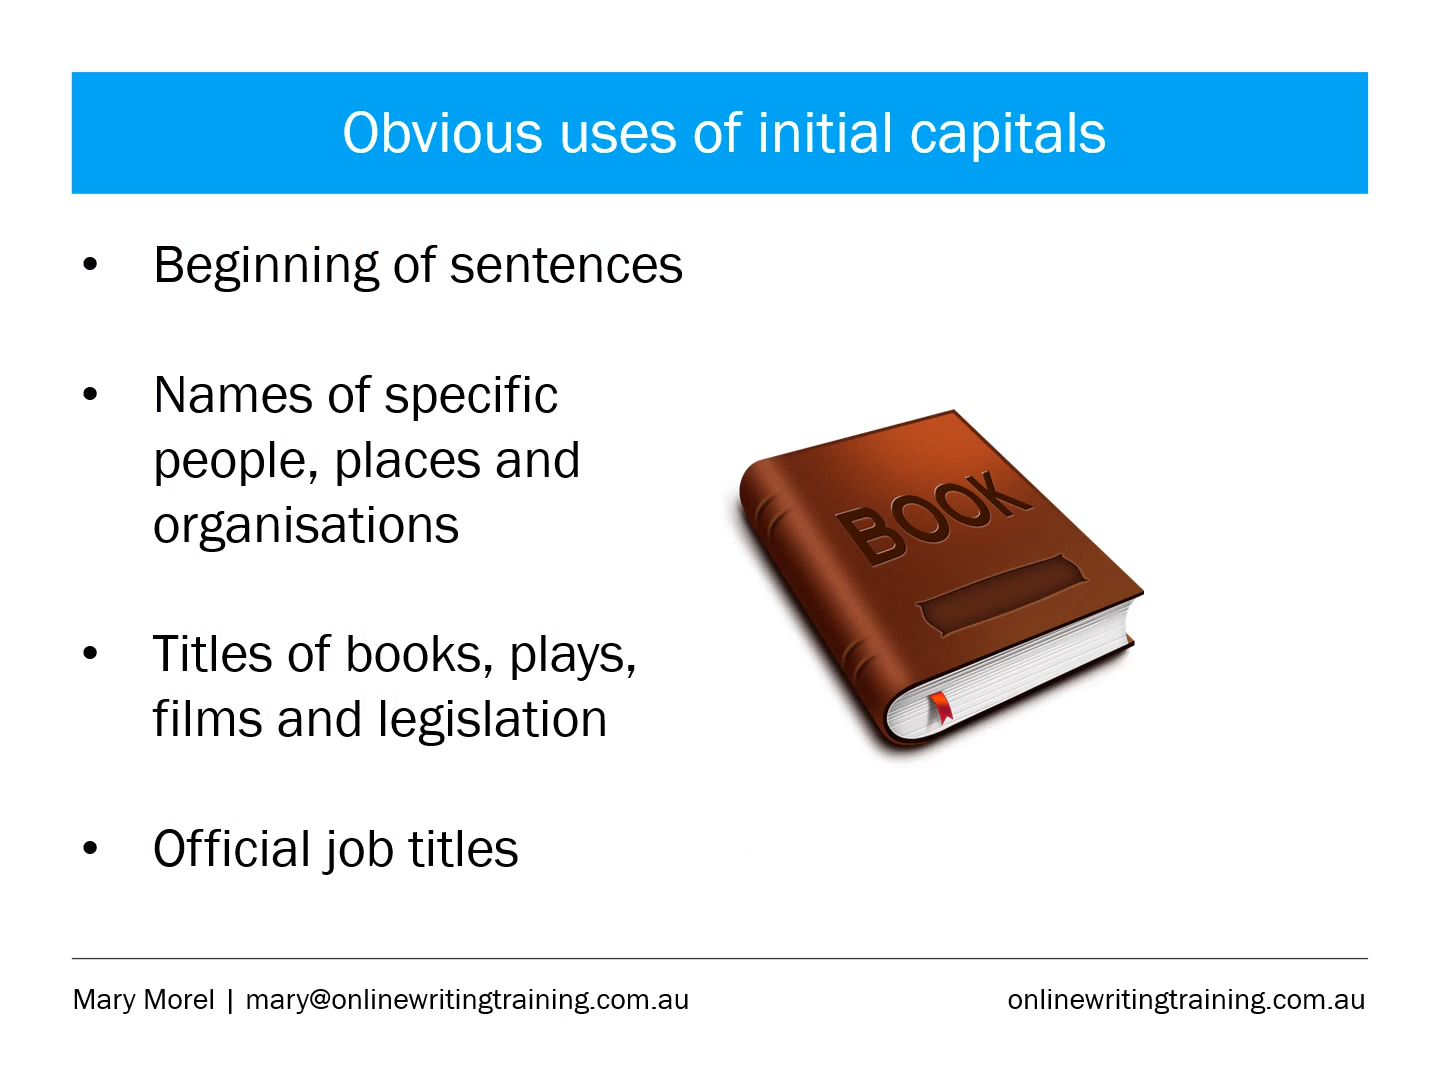 Obvious uses of initial capitals
• Beginning of sentences
• Names of specific
people, places and
organisations
BOOK
• Titles of books, plays,
films and legislation
• Official job titles
Mary Morel | mary@onlinewritingtraining.com.au
onlinewritingtraining.com.au